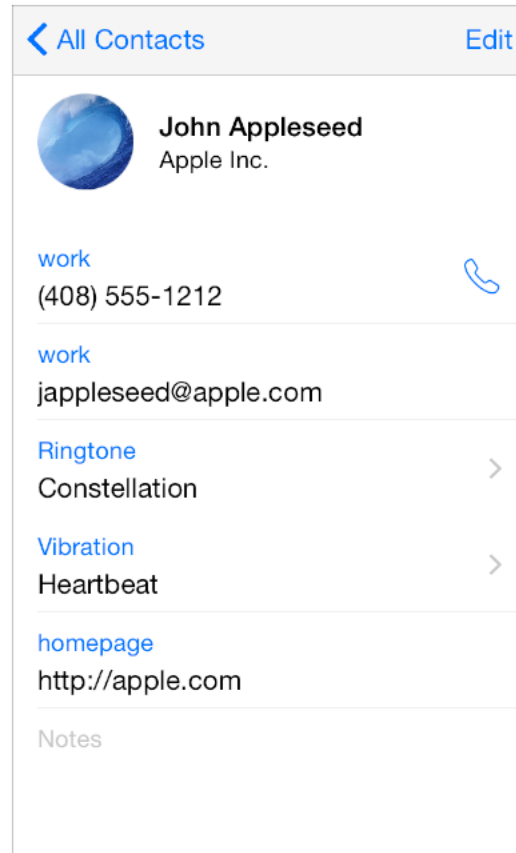 All Contacts
Edit
John Appleseed
Apple Inc.
work
(408) 555-1212
work
jappleseed@apple.com
Ringtone
Constellation
Vibration
Heartbeat
homepage
http://apple.com
Notes